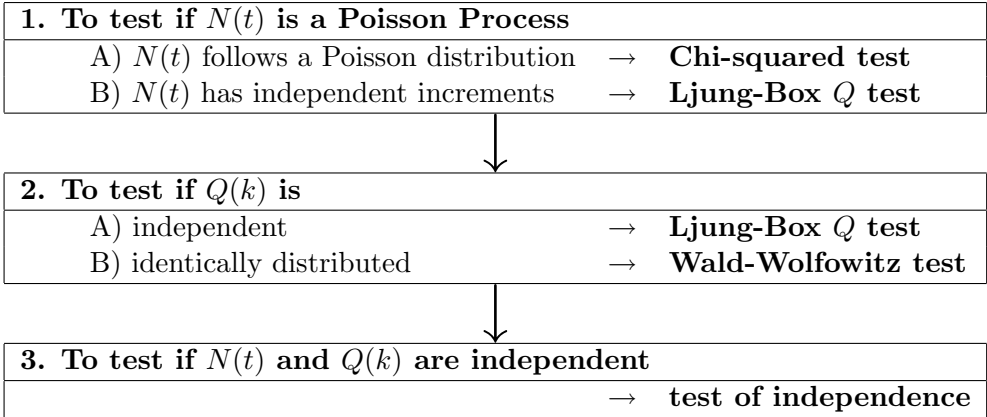 1. To test if N(t) is a Poisson Process
A) N(t) follows a Poisson distribution → Chi-squared test
B) N(t) has independent increments → Ljung-Box Q test
2. To test if Q(k) is
A) independent → Ljung-Box Q test
B) identically distributed → Wald-Wolfowitz test
3. To test if N(t) and Q(k) are independent
→ test of independence